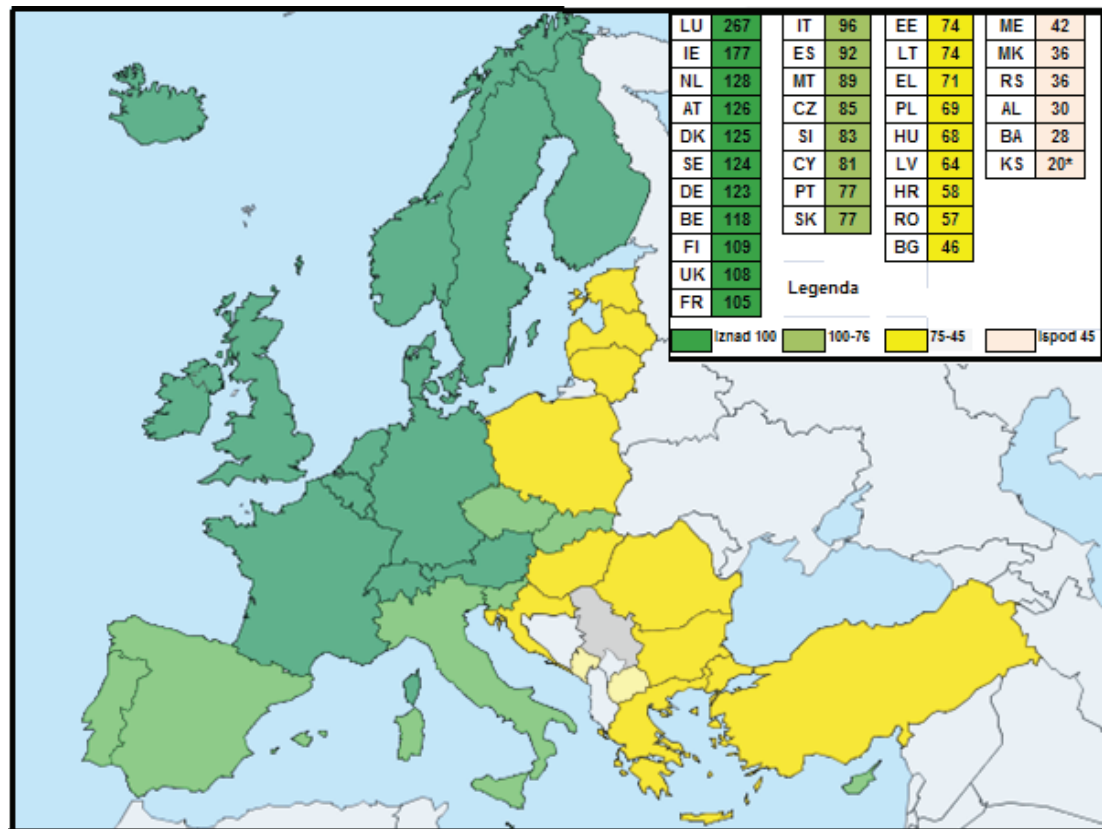 LU 267 IT 96 EE 74 ME 42
IE 177 ES 92 LT 74 MK 36
NL 128 MT 89 EL 71 RS 36
AT 126 CZ 85 PL 69 AL 30
DK 125 SI 83 HU 68 BA 28
SE 124 CY 81 LV 64 KS 20*
DE 123 PT 77 HR 58
BE 118 SK 77 RO 57
FI 109 BG 46
UK 108 Legenda
FR 105
Iznad 100 100-76 75-45 Ispod 45